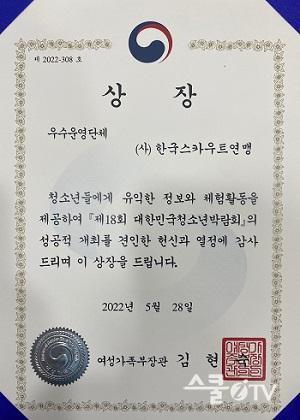 제 2022-308 호
상 장
우수운영단체
(사) 한국스카우트연맹
청소년들에게 유익한 정보와 체험활동을
제공하여 『제18회 대한민국청소년박람회』의
성공적 개최를 견인한 헌신과 열정에 감사
드리며 이 상장을 드립니다.
2022년 5월 28일
여성가족부장관 김 현 숙
스쿨iTV